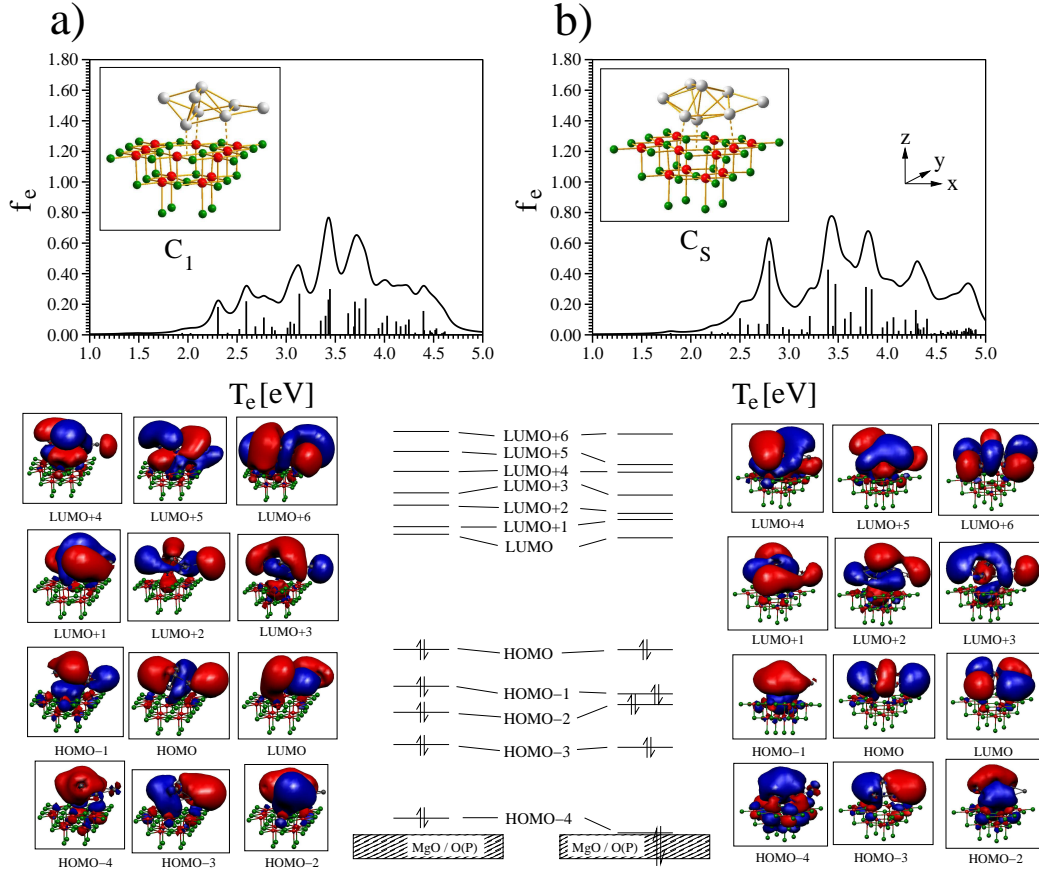 a)
b)
1.80
1.60
1.40
1.20
1.00
0.80
0.60
0.40
0.20
0.00
f_e
C_1
1.0 1.5 2.0 2.5 3.0 3.5 4.0 4.5 5.0
T_e [eV]
1.80
1.60
1.40
1.20
1.00
0.80
0.60
0.40
0.20
0.00
f_e
C_S
z
y
x
1.0 1.5 2.0 2.5 3.0 3.5 4.0 4.5 5.0
T_e [eV]
LUMO+4 LUMO+5 LUMO+6
LUMO+1 LUMO+2 LUMO+3
HOMO−1 HOMO LUMO
HOMO−4 HOMO−3 HOMO−2
LUMO+6
LUMO+5
LUMO+4
LUMO+3
LUMO+2
LUMO+1
LUMO
HOMO
HOMO−1
HOMO−2
HOMO−3
HOMO−4
MgO / O(P) MgO / O(P)
LUMO+4 LUMO+5 LUMO+6
LUMO+1 LUMO+2 LUMO+3
HOMO−1 HOMO LUMO
HOMO−4 HOMO−3 HOMO−2